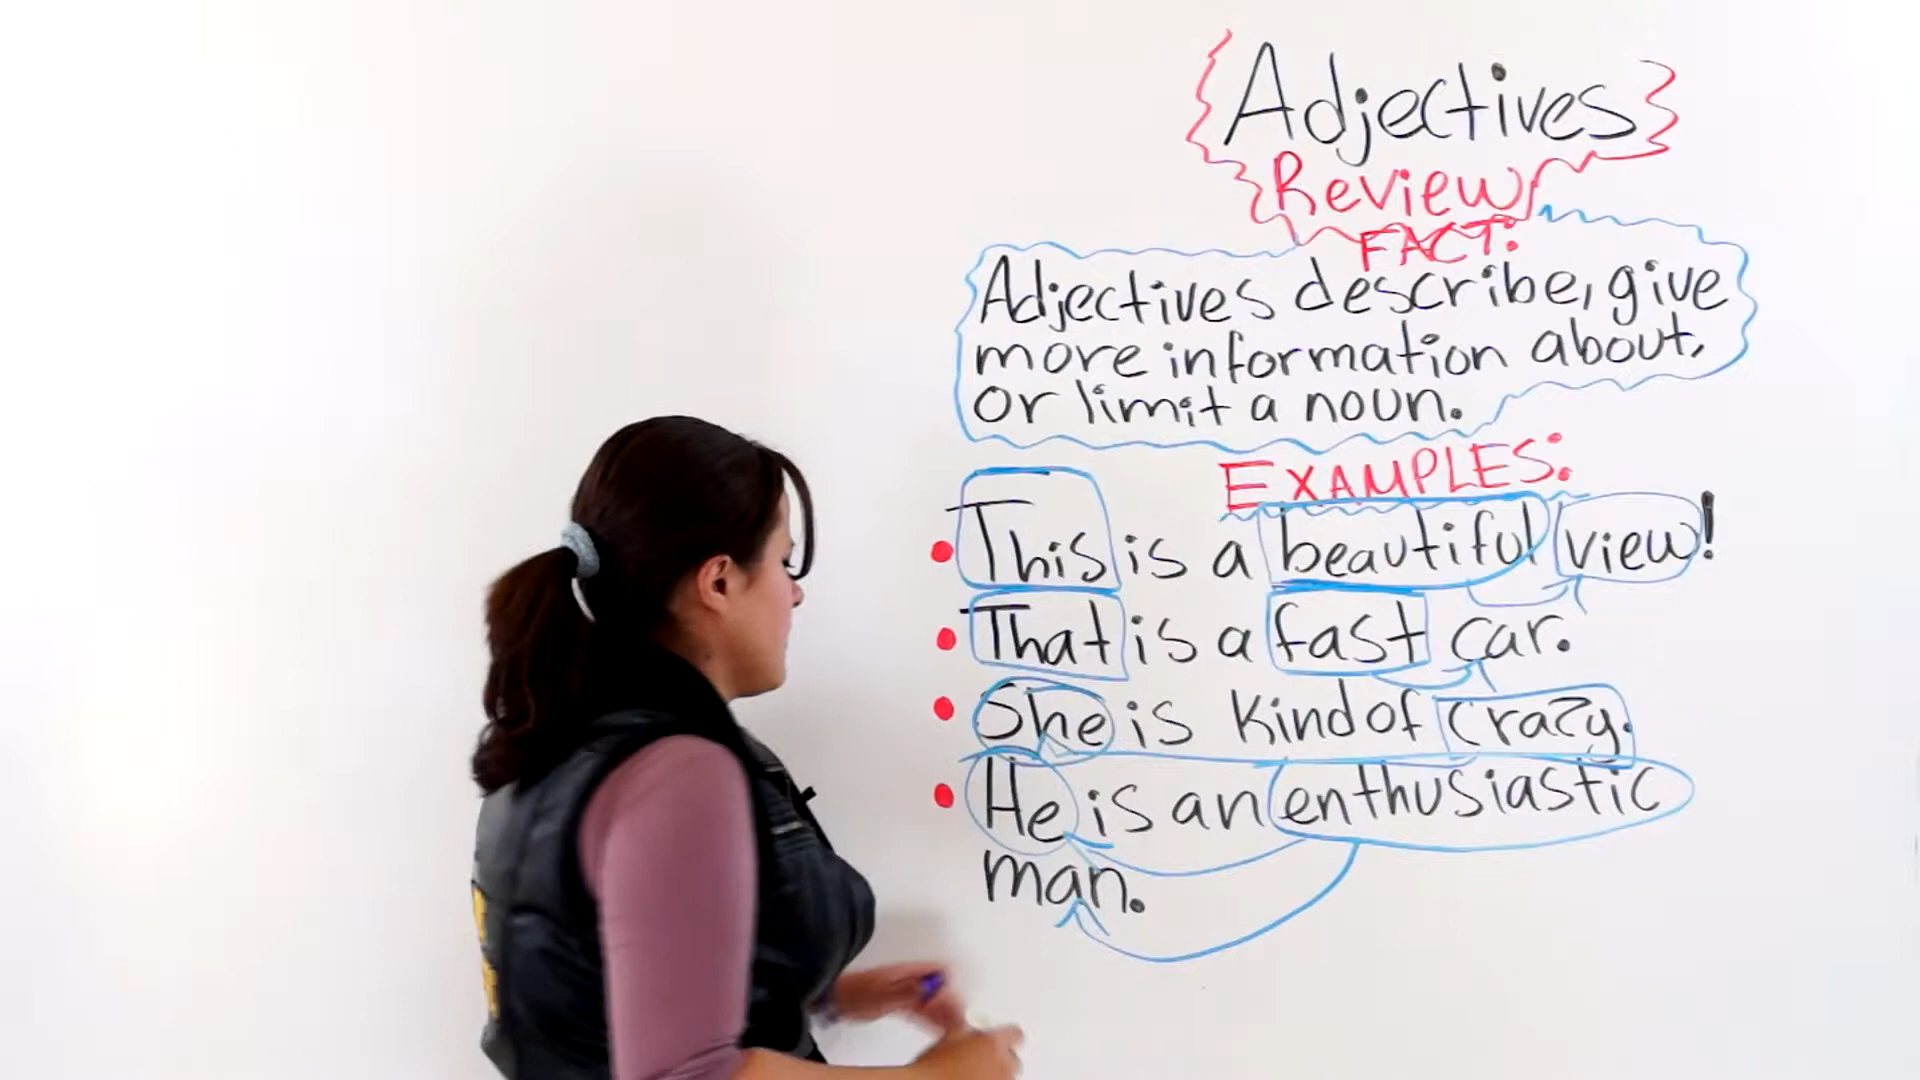 Adjectives
Review
FACT:
Adjectives describe, give
more information about,
or limit a noun.
EXAMPLES:
• This is a beautiful view!
• That is a fast car.
• She is kind of crazy.
• He is an enthusiastic
man.